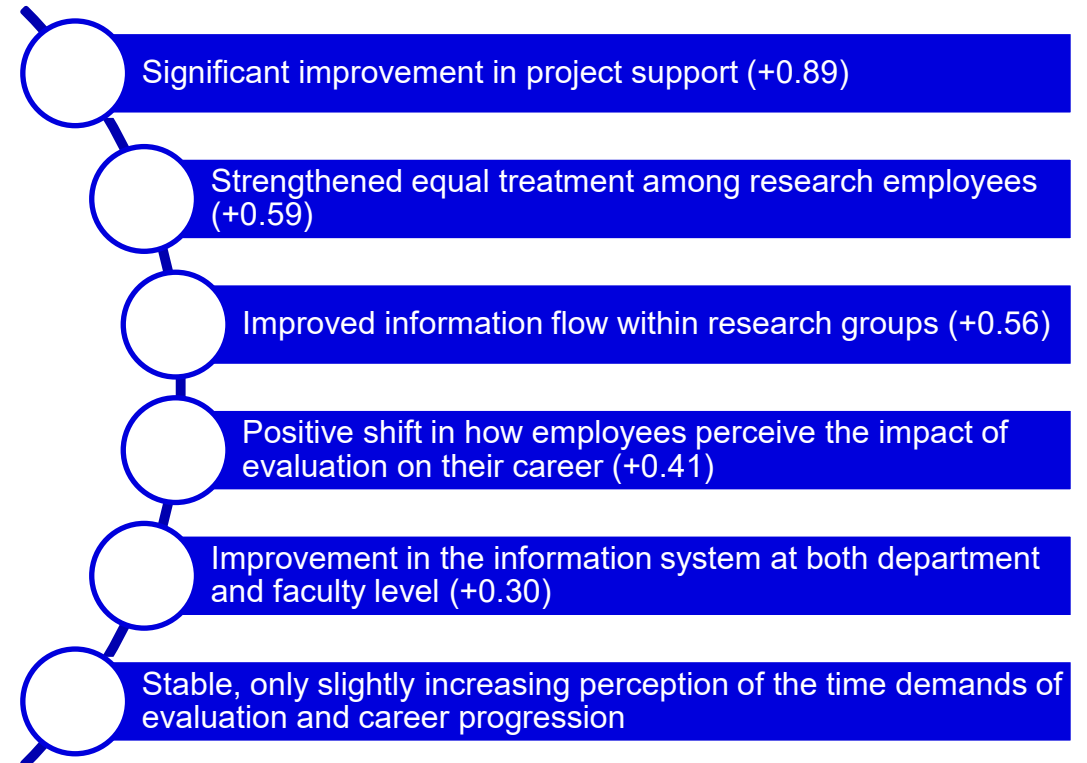 Significant improvement in project support (+0.89)
Strengthened equal treatment among research employees
(+0.59)
Improved information flow within research groups (+0.56)
Positive shift in how employees perceive the impact of
evaluation on their career (+0.41)
Improvement in the information system at both department
and faculty level (+0.30)
Stable, only slightly increasing perception of the time demands of
evaluation and career progression